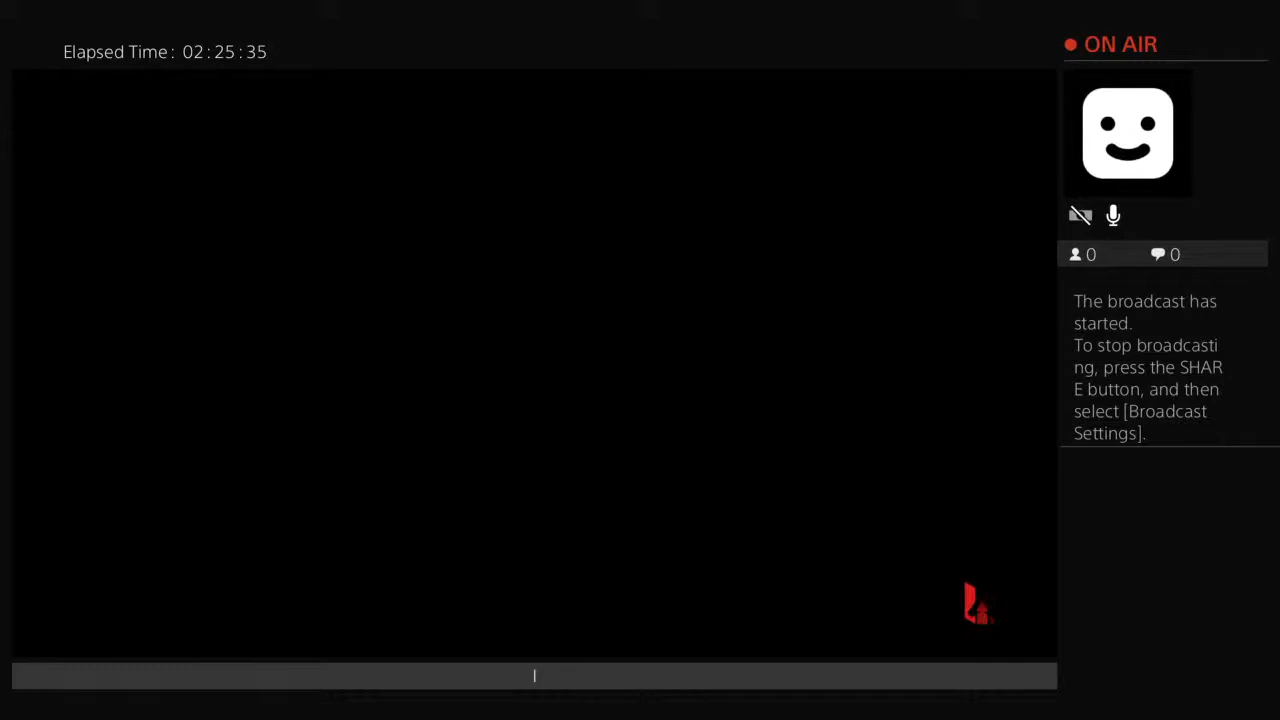 Elapsed Time: 02:25:35
ON AIR
0
0
The broadcast has
started.
To stop broadcasti
ng, press the SHAR
E button, and then
select [Broadcast
Settings].